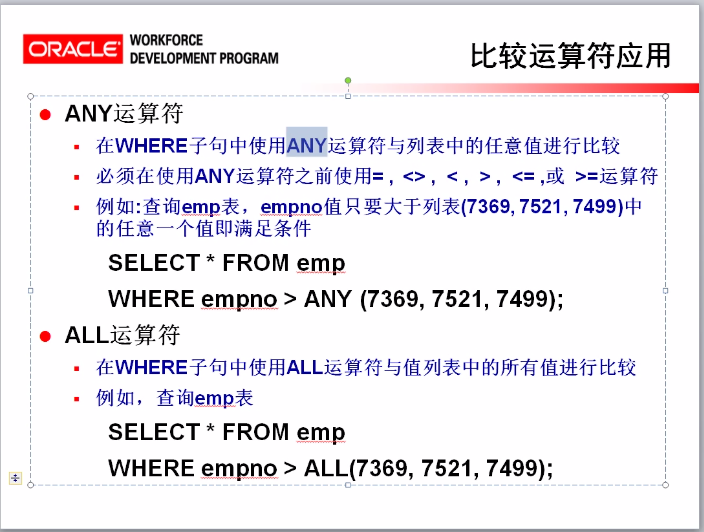 ORACLE WORKFORCE
DEVELOPMENT PROGRAM
比较运算符应用
ANY运算符
在WHERE子句中使用ANY运算符与列表中的任意值进行比较
必须在使用ANY运算符之前使用= , <> , < , > , <= ,或 >=运算符
例如:查询emp表，empno值只要大于列表(7369, 7521, 7499)中
的任意一个值即满足条件
SELECT * FROM emp
WHERE empno > ANY (7369, 7521, 7499);
ALL运算符
在WHERE子句中使用ALL运算符与值列表中的所有值进行比较
例如，查询emp表
SELECT * FROM emp
WHERE empno > ALL(7369, 7521, 7499);